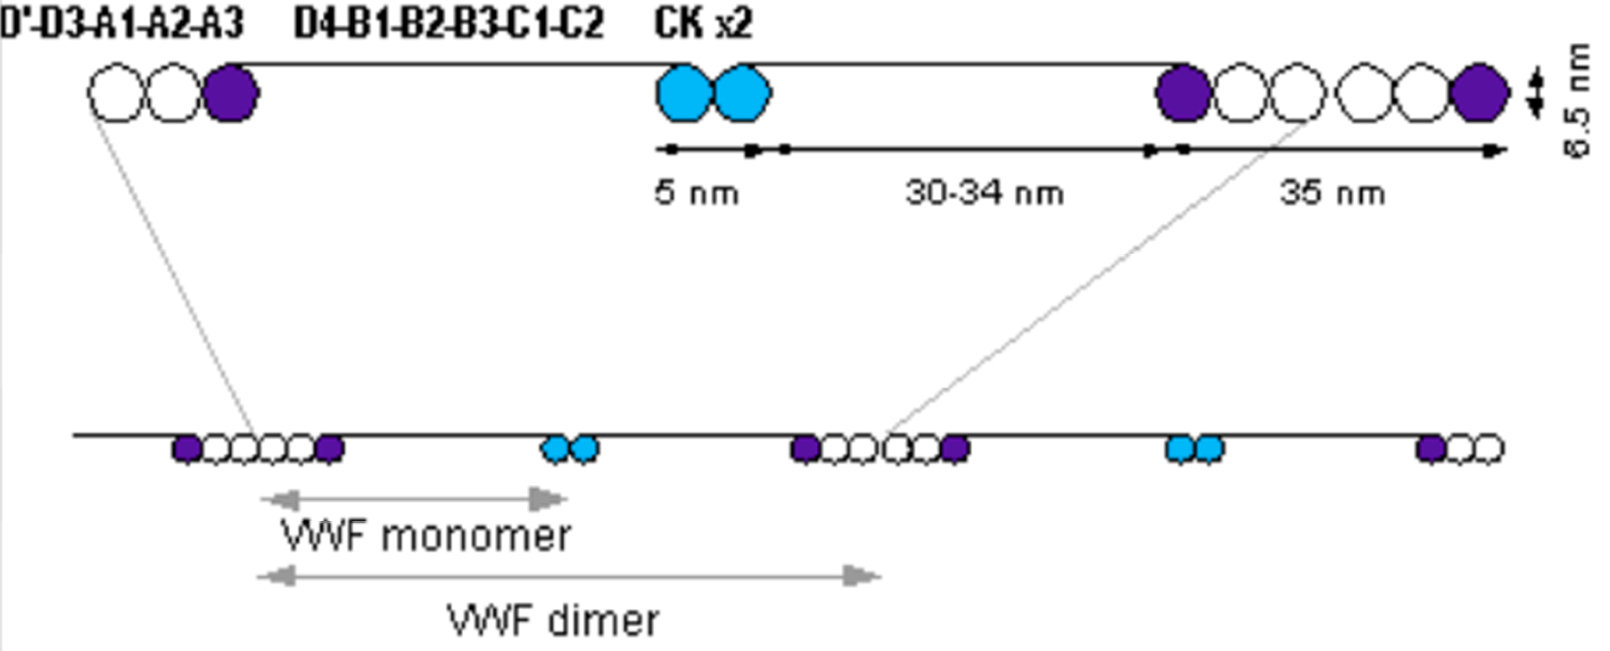 D'-D3-A1-A2-A3 D4-B1-B2-B3-C1-C2 CK x2
6.5 nm
5 nm 30-34 nm 35 nm
VWF monomer
VWF dimer